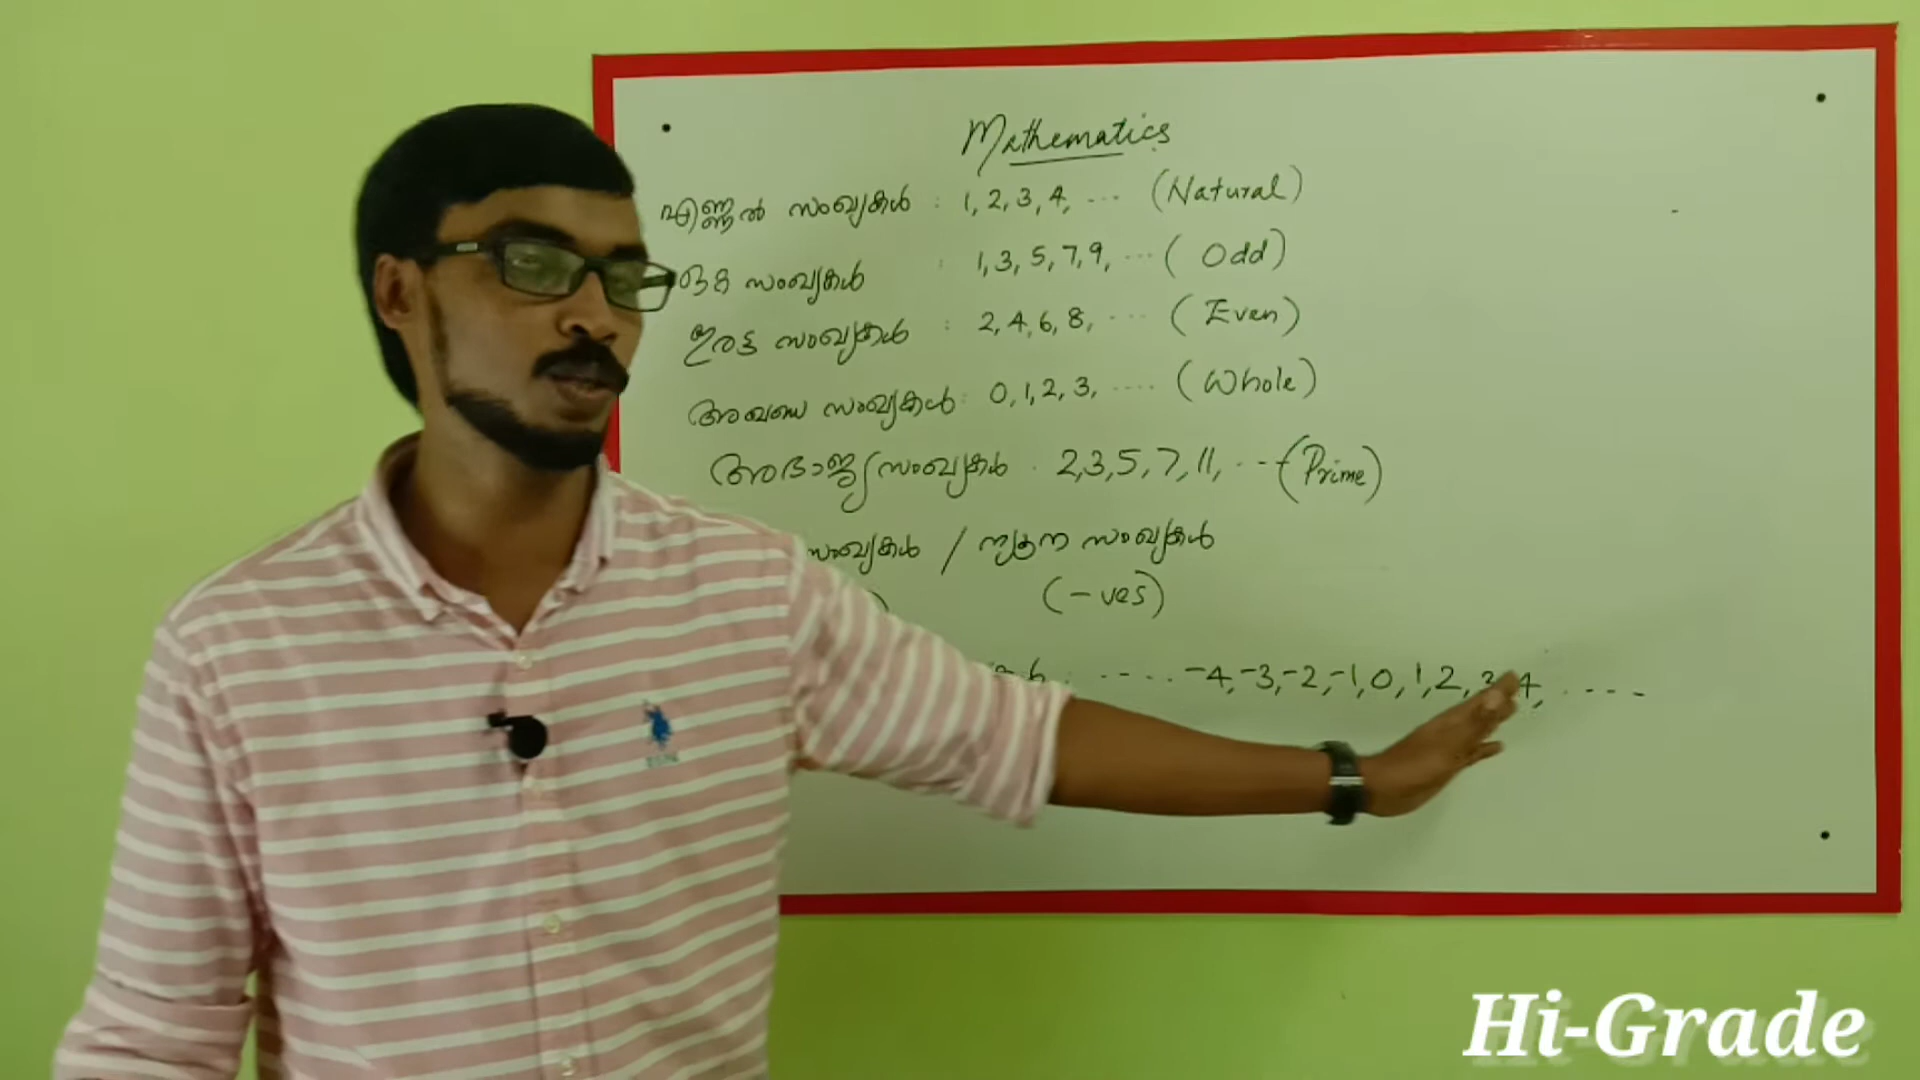 Mathematics
എണ്ണൽ സംഖ്യകൾ : 1, 2, 3, 4, ... (Natural)
ഒറ്റ സംഖ്യകൾ : 1, 3, 5, 7, 9, ... (Odd)
ഇരട്ട സംഖ്യകൾ : 2, 4, 6, 8, ... (Even)
അഖണ്ഡ സംഖ്യകൾ : 0, 1, 2, 3, .... (Whole)
അഭാജ്യ സംഖ്യകൾ . 2, 3, 5, 7, 11, ... (Prime)
സംഖ്യകൾ / ന്യൂന സംഖ്യകൾ
) (-ves)
: ..... -4, -3, -2, -1, 0, 1, 2, 3, 4, ....
Hi-Grade